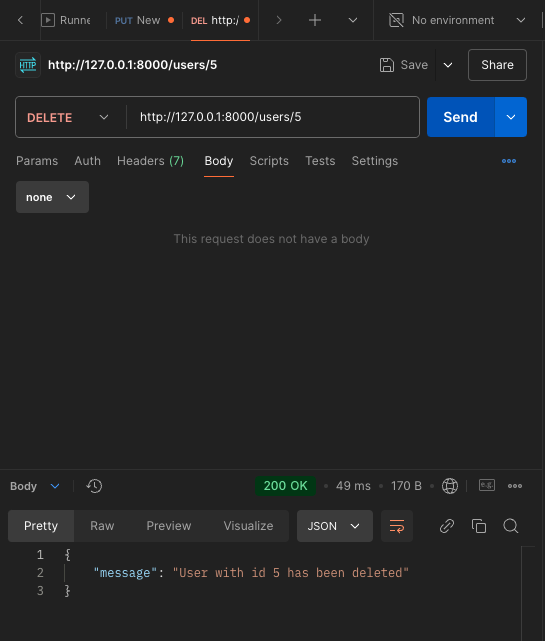 Runne PUT New DEL http:/ No environment
HTTP http://127.0.0.1:8000/users/5 Save Share
DELETE http://127.0.0.1:8000/users/5 Send
Params Auth Headers (7) Body Scripts Tests Settings
none
This request does not have a body
Body 200 OK 49 ms 170 B e.g.
Pretty Raw Preview Visualize JSON
1 {
2 "message": "User with id 5 has been deleted"
3 }